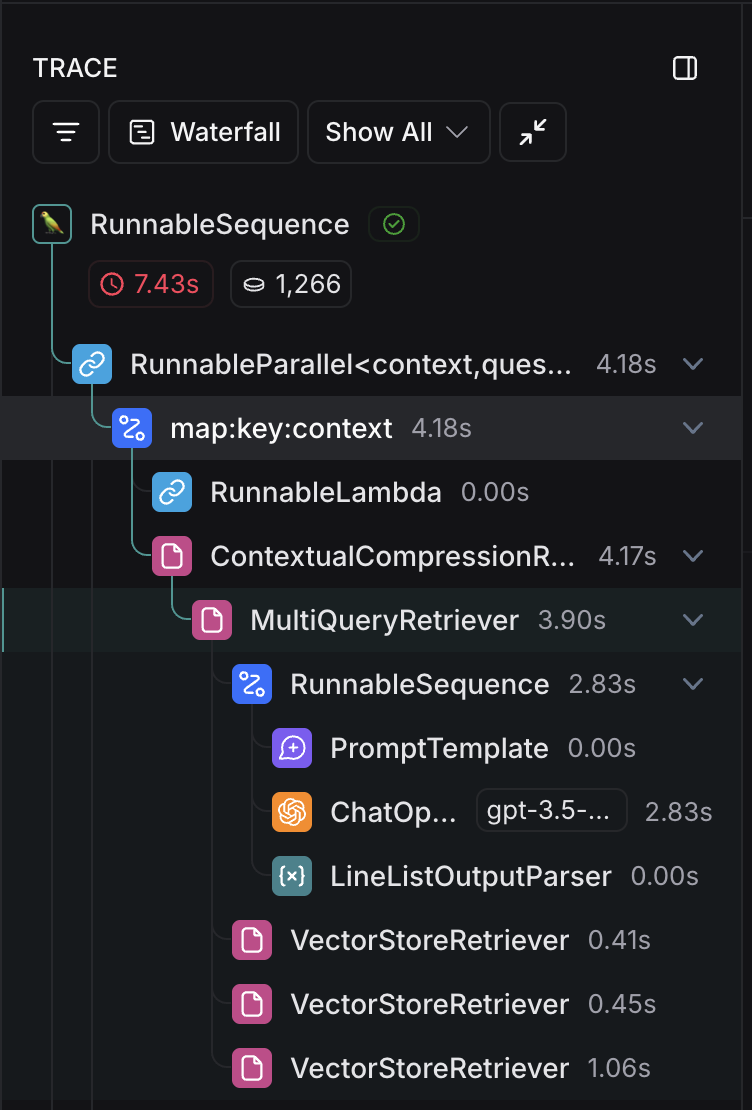 TRACE
Waterfall Show All
RunnableSequence
7.43s 1,266
RunnableParallel<context,ques... 4.18s
map:key:context 4.18s
RunnableLambda 0.00s
ContextualCompressionR... 4.17s
MultiQueryRetriever 3.90s
RunnableSequence 2.83s
PromptTemplate 0.00s
ChatOp... gpt-3.5-... 2.83s
LineListOutputParser 0.00s
VectorStoreRetriever 0.41s
VectorStoreRetriever 0.45s
VectorStoreRetriever 1.06s